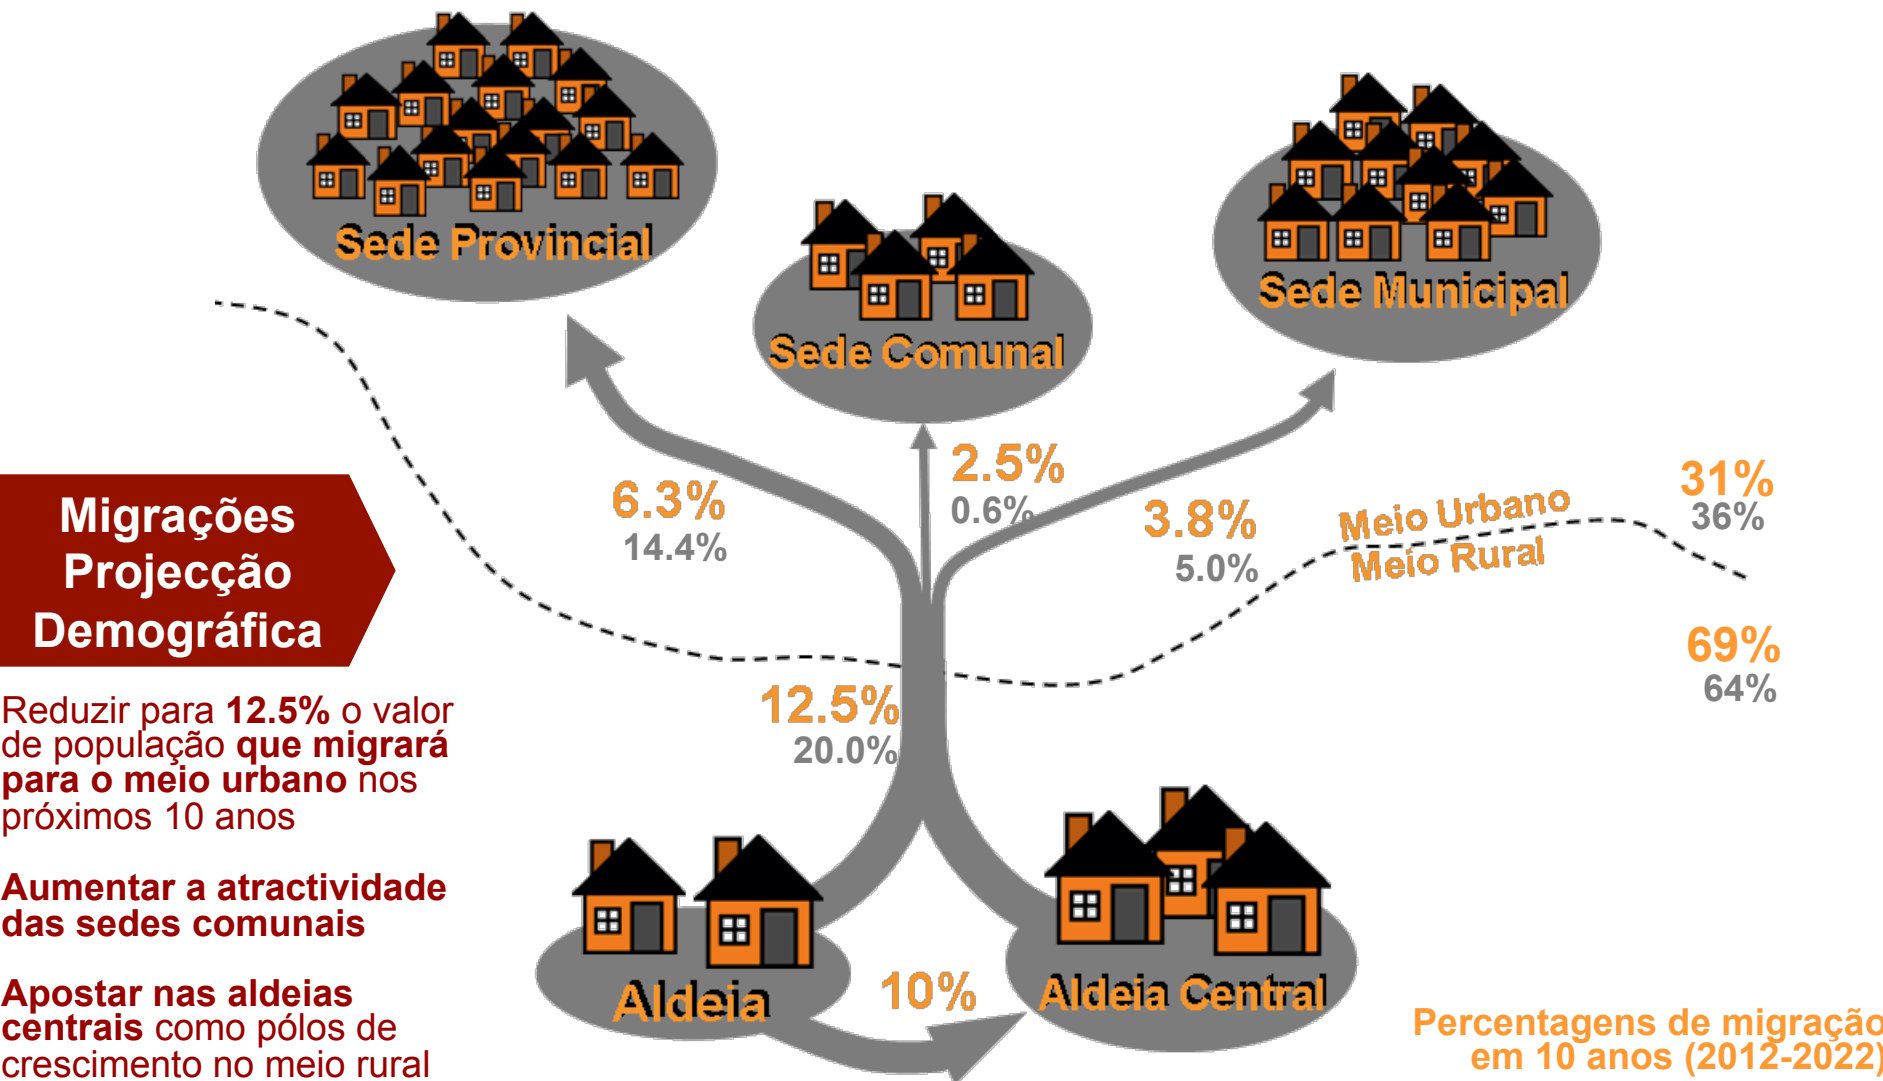 Sede Provincial
Sede Comunal
Sede Municipal
6.3%
14.4%
2.5%
0.6%
3.8%
5.0%
Meio Urbano
Meio Rural
31%
36%
69%
64%
12.5%
20.0%
Migrações
Projecção
Demográfica
Reduzir para 12.5% o valor
de população que migrará
para o meio urbano nos
próximos 10 anos
Aumentar a atractividade
das sedes comunais
Apostar nas aldeias
centrais como pólos de
crescimento no meio rural
Aldeia
10%
Aldeia Central
Percentagens de migração
em 10 anos (2012-2022)